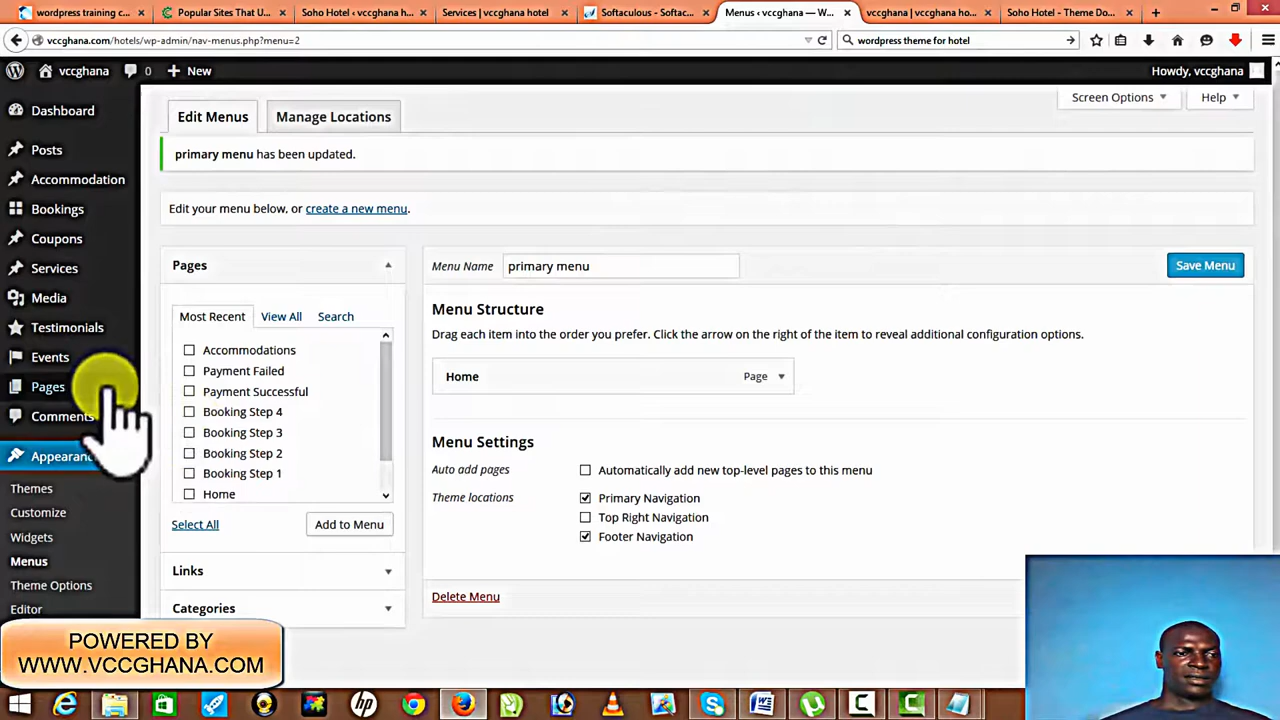 wordpress training c...
Popular Sites That U...
Soho Hotel ‹ vccghana h...
Services | vccghana hotel
Softaculous - Softac...
Menus ‹ vccghana — W...
vccghana | vccghana ho...
Soho Hotel - Theme Do...
vccghana.com/hotels/wp-admin/nav-menus.php?menu=2
wordpress theme for hotel
vccghana
0
New
Howdy, vccghana
Dashboard
Posts
Accommodation
Bookings
Coupons
Services
Media
Testimonials
Events
Pages
Comments
Appearanc
Themes
Customize
Widgets
Menus
Theme Options
Editor
Screen Options
Help
Edit Menus
Manage Locations
primary menu has been updated.
Edit your menu below, or create a new menu.
Pages
Most Recent
View All
Search
Accommodations
Payment Failed
Payment Successful
Booking Step 4
Booking Step 3
Booking Step 2
Booking Step 1
Home
Select All
Add to Menu
Links
Categories
Menu Name
primary menu
Save Menu
Menu Structure
Drag each item into the order you prefer. Click the arrow on the right of the item to reveal additional configuration options.
Home
Page
Menu Settings
Auto add pages
Automatically add new top-level pages to this menu
Theme locations
Primary Navigation
Top Right Navigation
Footer Navigation
Delete Menu
POWERED BY
WWW.VCCGHANA.COM